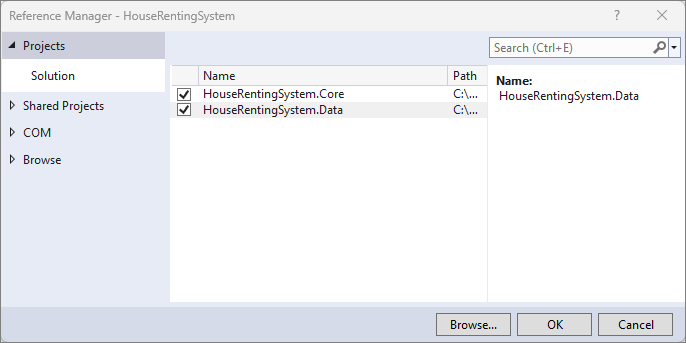 Reference Manager - HouseRentingSystem
?
Projects
Solution
Shared Projects
COM
Browse
Name Path
HouseRentingSystem.Core C:\...
HouseRentingSystem.Data C:\...
Search (Ctrl+E)
Name:
HouseRentingSystem.Data
Browse... OK Cancel